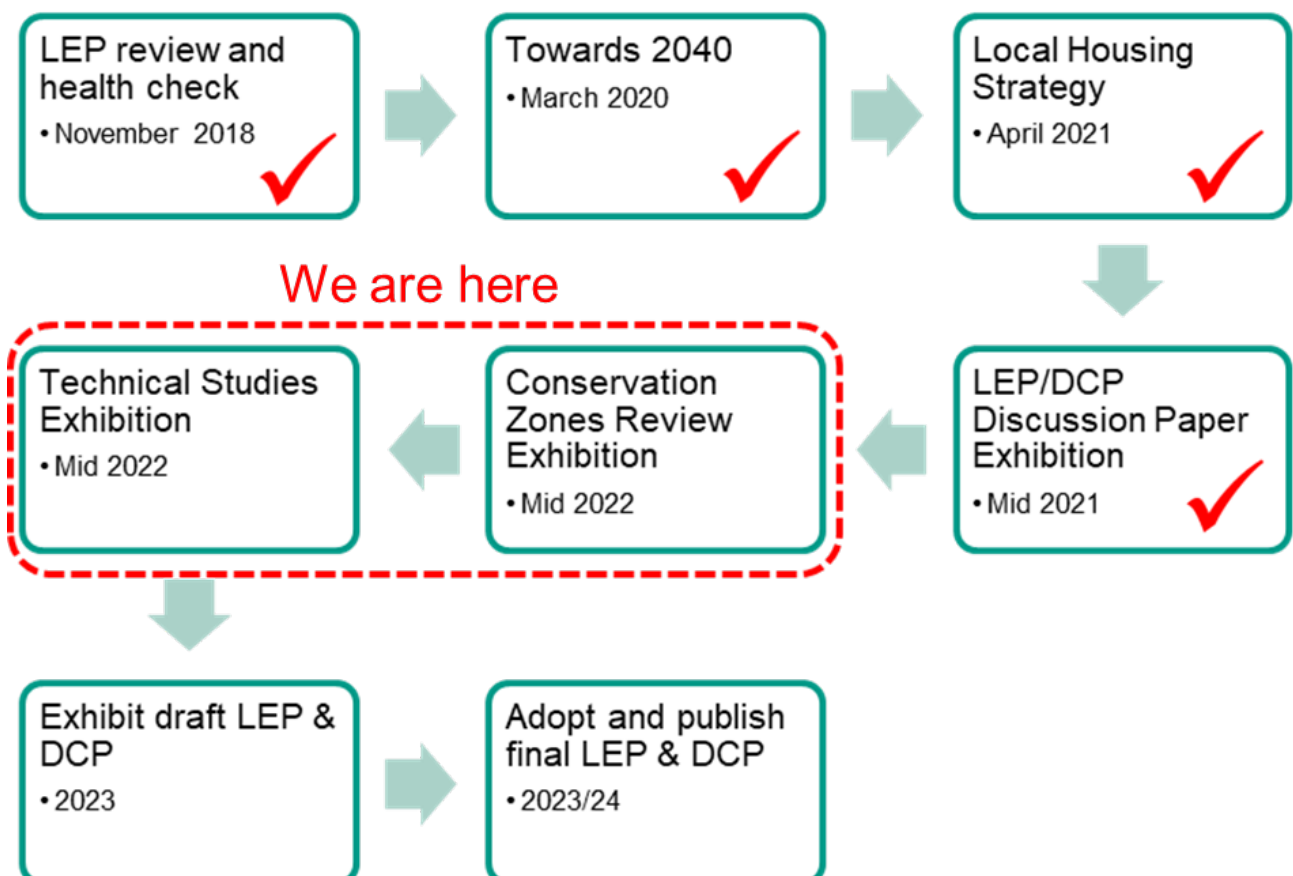 LEP review and
health check
• November 2018
Towards 2040
• March 2020
Local Housing
Strategy
• April 2021
We are here
LEP/DCP
Discussion Paper
Exhibition
• Mid 2021
Conservation
Zones Review
Exhibition
• Mid 2022
Technical Studies
Exhibition
• Mid 2022
Exhibit draft LEP &
DCP
• 2023
Adopt and publish
final LEP & DCP
• 2023/24